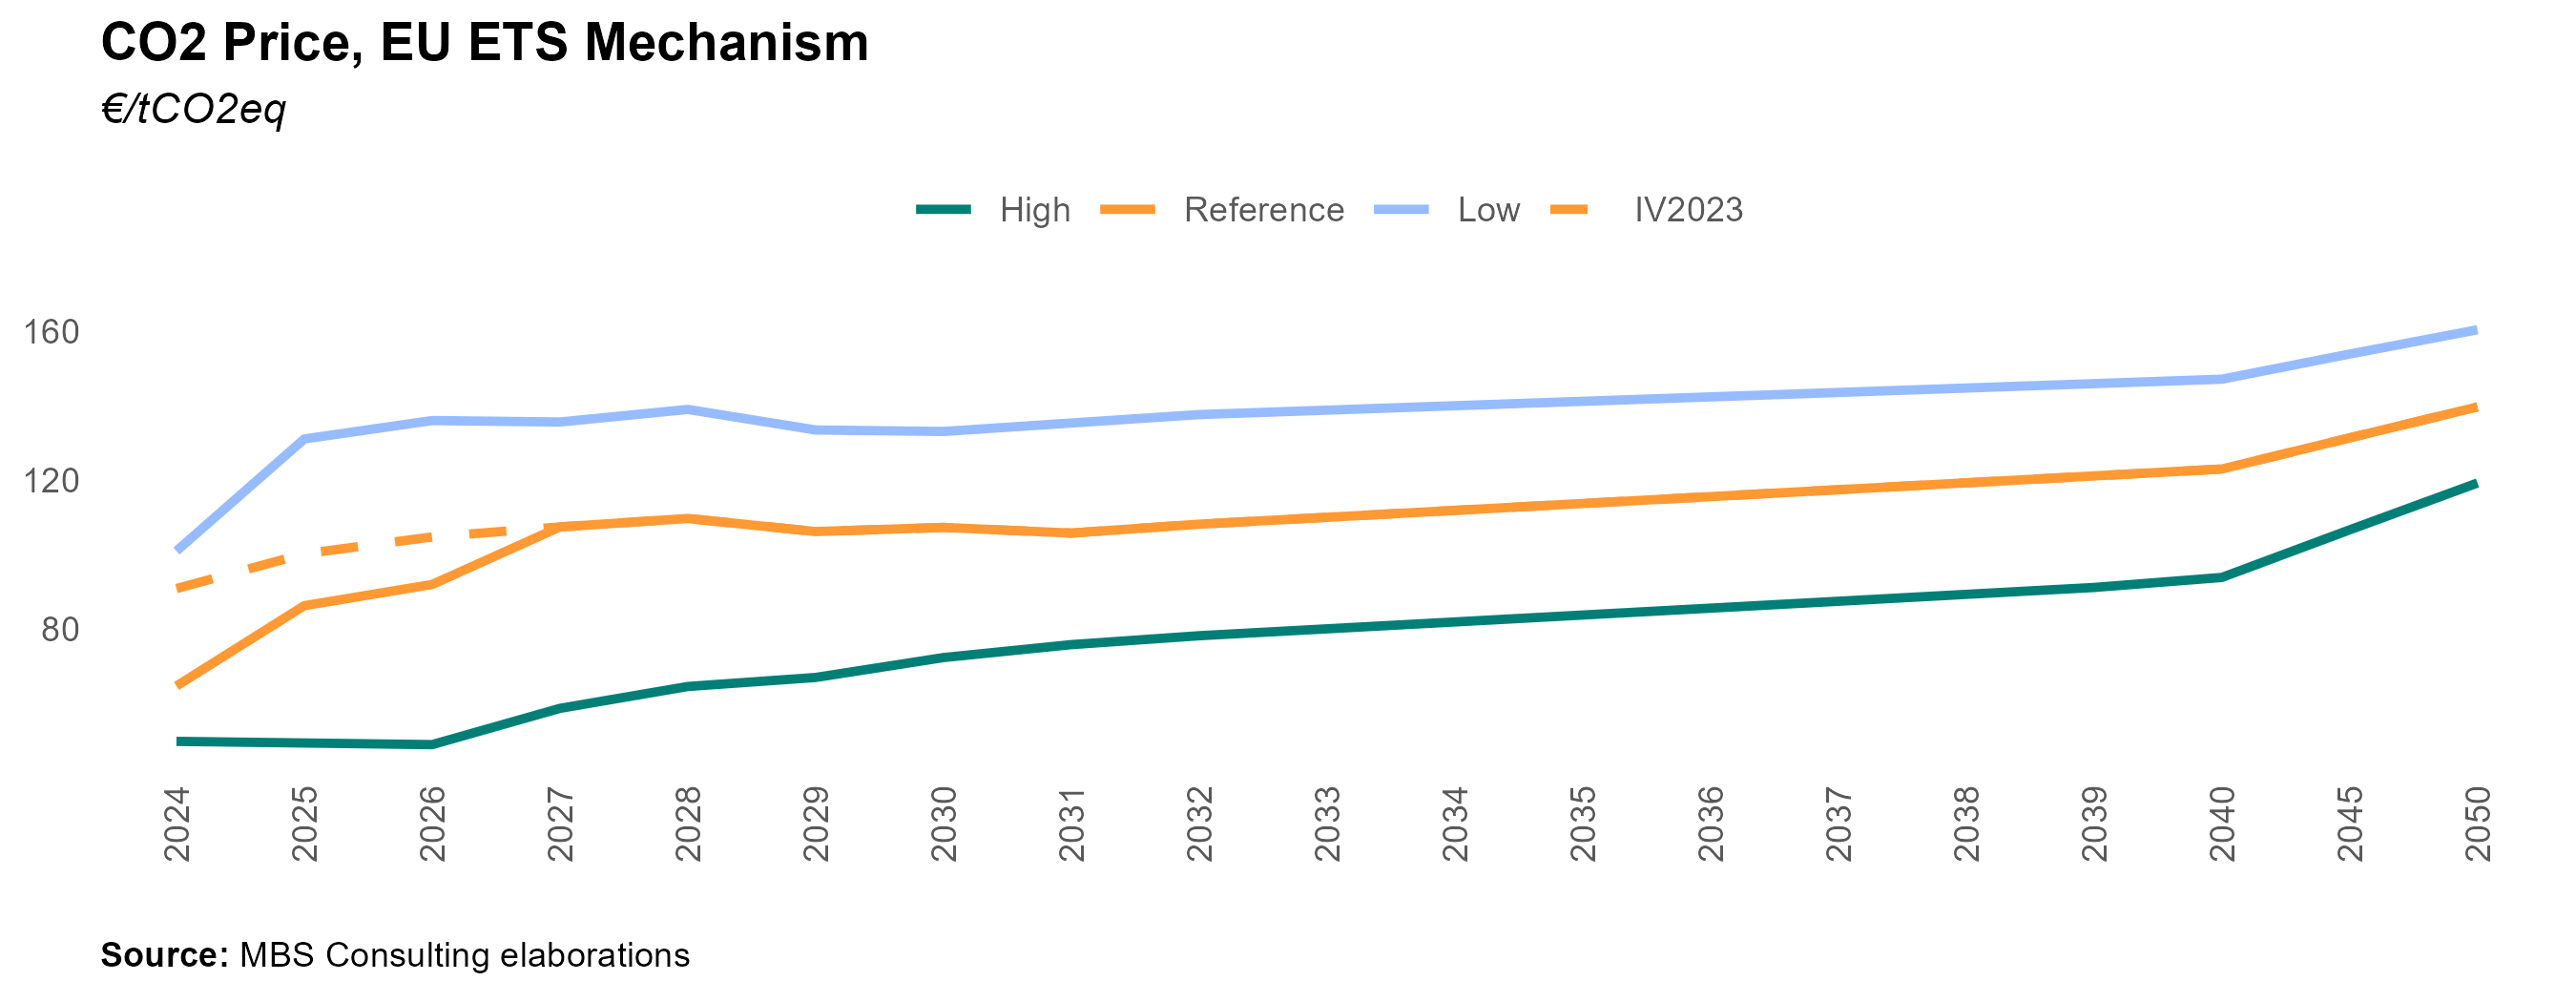 CO2 Price, EU ETS Mechanism
€/tCO2eq
High Reference Low IV2023
160
120
80
2024 2025 2026 2027 2028 2029 2030 2031 2032 2033 2034 2035 2036 2037 2038 2039 2040 2045 2050
Source: MBS Consulting elaborations